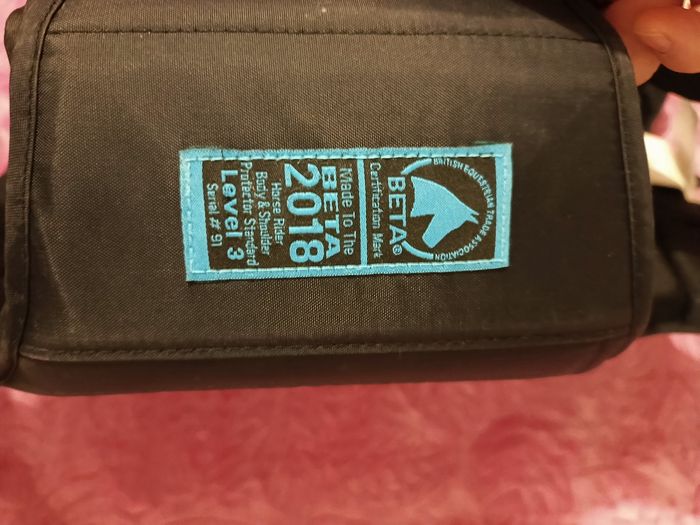 BRITISH EQUESTRIAN TRADE ASSOCIATION
BETA®
Certification Mark
Made To The
BETA
2018
Horse Rider
Body & Shoulder
Protector Standard
Level 3
Serial # 91